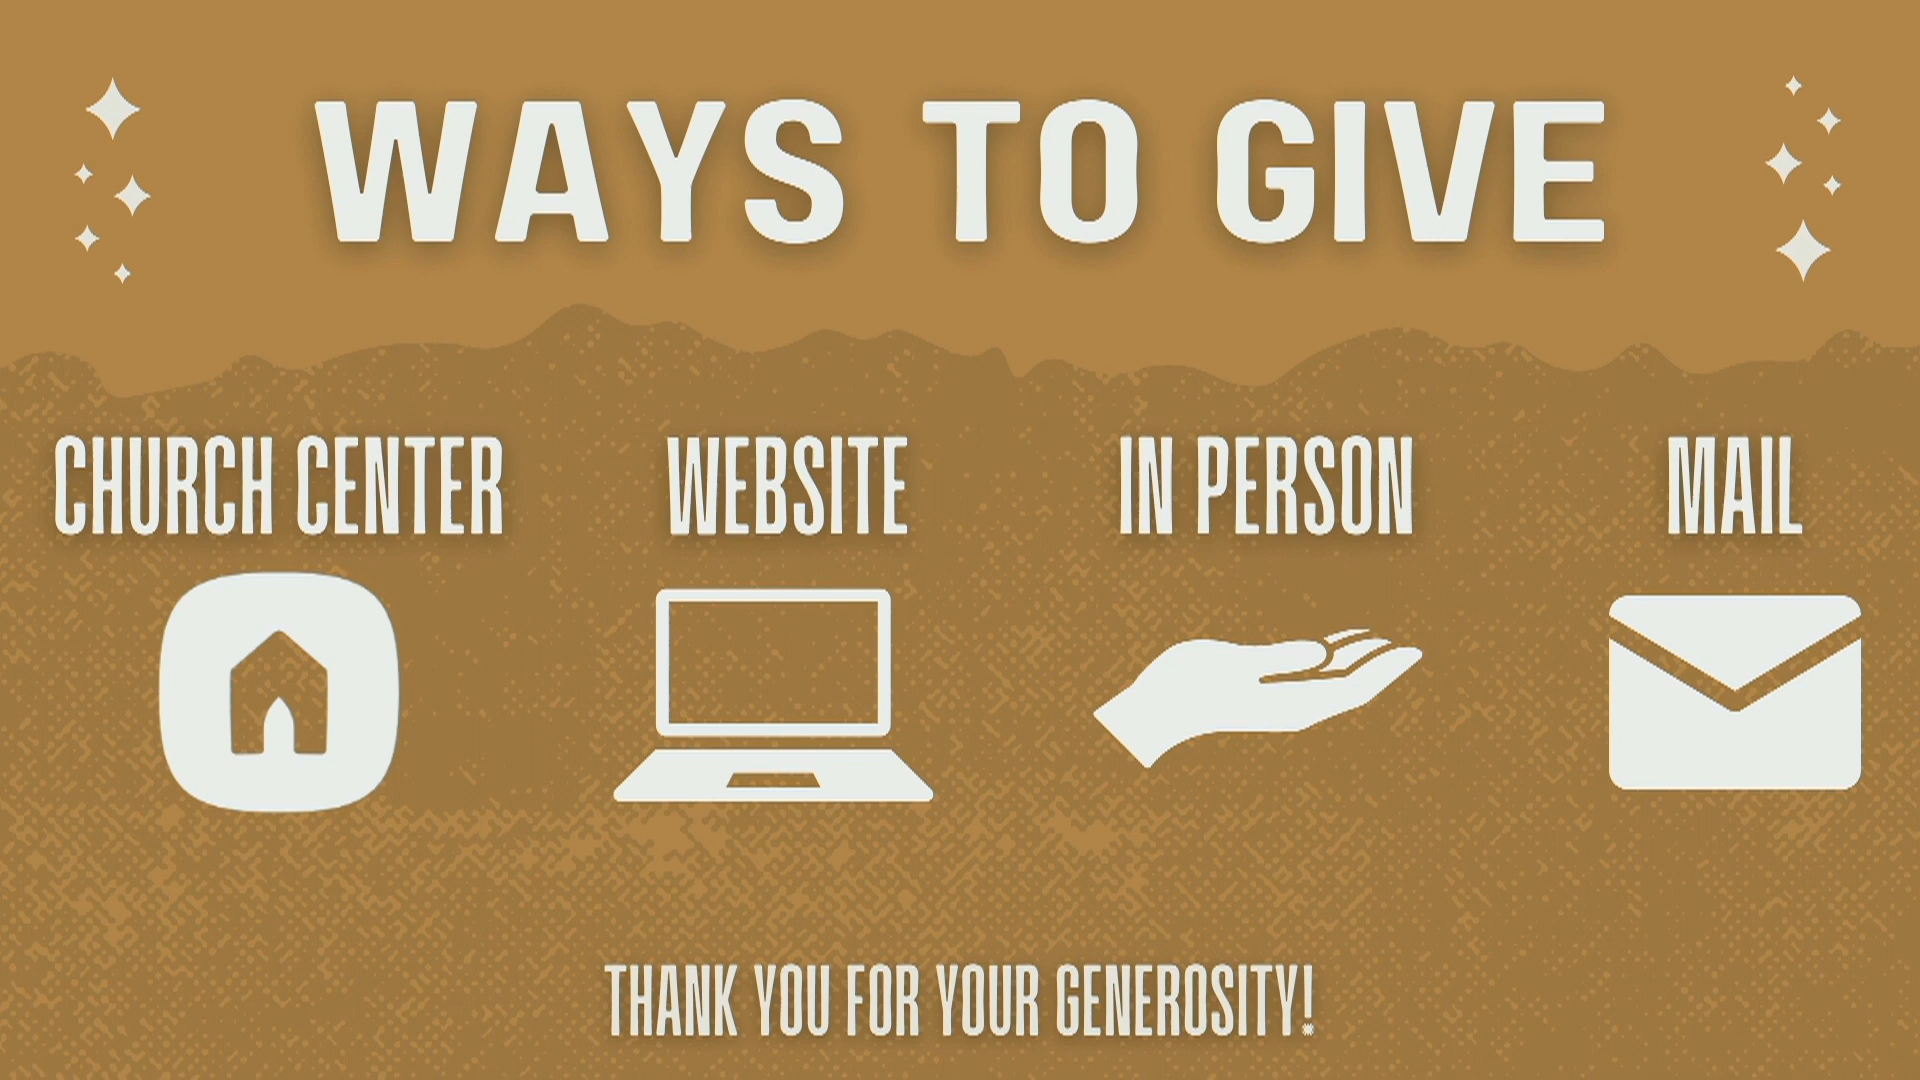 WAYS TO GIVE
CHURCH CENTER
WEBSITE
IN PERSON
MAIL
THANK YOU FOR YOUR GENEROSITY!